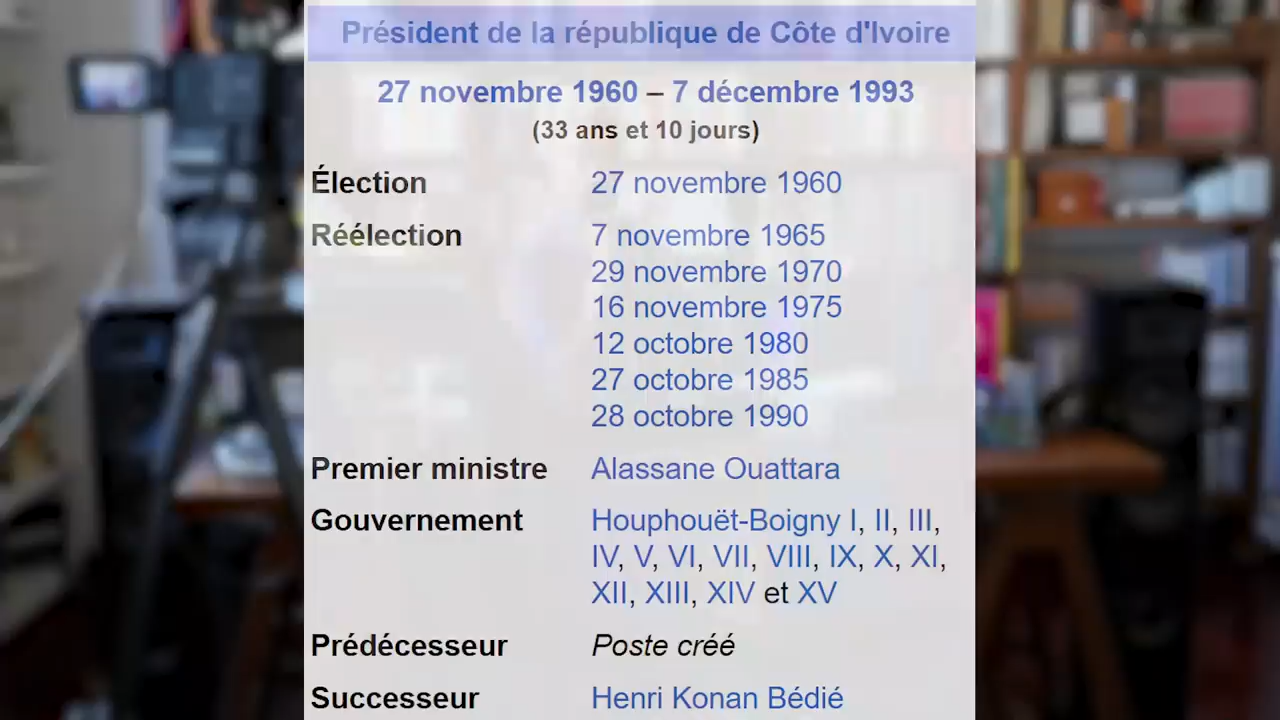 Président de la république de Côte d'Ivoire
27 novembre 1960 – 7 décembre 1993
(33 ans et 10 jours)
Élection 27 novembre 1960
Réélection 7 novembre 1965
29 novembre 1970
16 novembre 1975
12 octobre 1980
27 octobre 1985
28 octobre 1990
Premier ministre Alassane Ouattara
Gouvernement Houphouët-Boigny I, II, III,
IV, V, VI, VII, VIII, IX, X, XI,
XII, XIII, XIV et XV
Prédécesseur Poste créé
Successeur Henri Konan Bédié